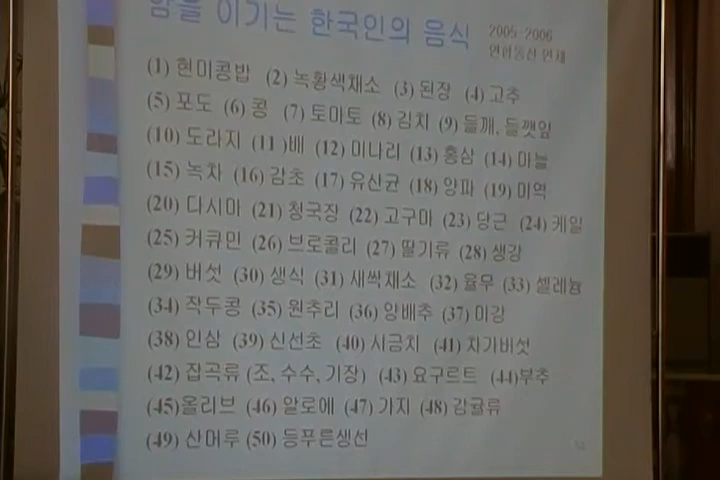 암을 이기는 한국인의 음식
2005-2006
연합통신 연재
(1) 현미콩밥 (2) 녹황색채소 (3) 된장 (4) 고추
(5) 포도 (6) 콩 (7) 토마토 (8) 김치 (9) 들깨, 들깻잎
(10) 도라지 (11 )배 (12) 미나리 (13) 홍삼 (14) 마늘
(15) 녹차 (16) 감초 (17) 유산균 (18) 양파 (19) 미역
(20) 다시마 (21) 청국장 (22) 고구마 (23) 당근 (24) 케일
(25) 커큐민 (26) 브로콜리 (27) 딸기류 (28) 생강
(29) 버섯 (30) 생식 (31) 새싹채소 (32) 율무 (33) 셀레늄
(34) 작두콩 (35) 원추리 (36) 양배추 (37) 미강
(38) 인삼 (39) 신선초 (40) 시금치 (41) 차가버섯
(42) 잡곡류 (조, 수수, 기장) (43) 요구르트 (44)부추
(45)올리브 (46) 알로에 (47) 가지 (48) 감귤류
(49) 산머루 (50) 등푸른생선